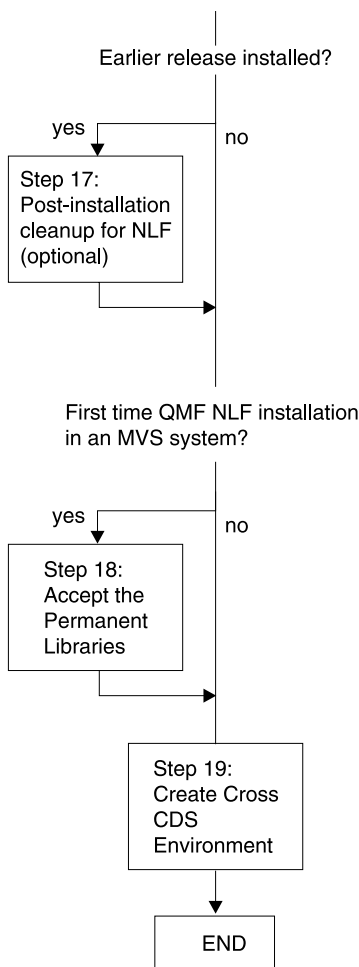 Earlier release installed?
yes
no
Step 17:
Post-installation
cleanup for NLF
(optional)
First time QMF NLF installation
in an MVS system?
yes
no
Step 18:
Accept the
Permanent
Libraries
Step 19:
Create Cross
CDS
Environment
END